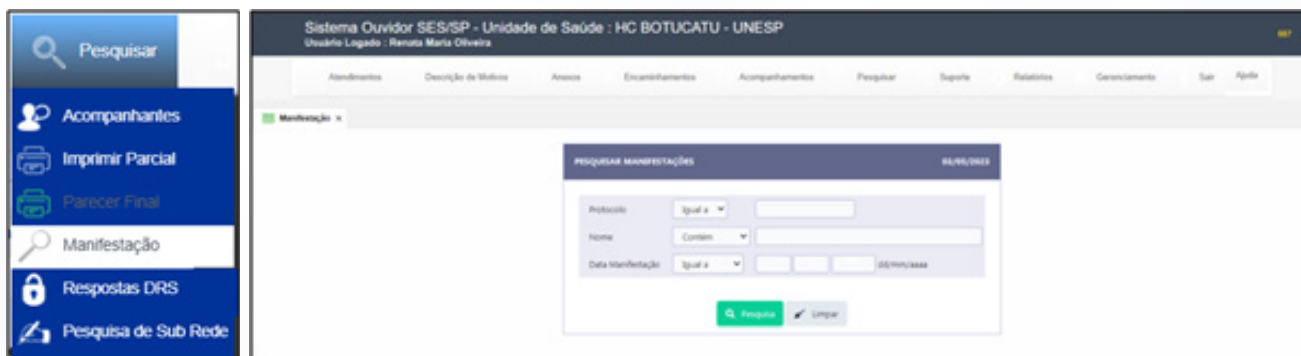 Pesquisar
Acompanhantes
Imprimir Parcial
Parecer Final
Manifestação
Respostas DRS
Pesquisa de Sub Rede
Sistema Ouvidor SES/SP - Unidade de Saúde : HC BOTUCATU - UNESP
Usuário Logado : Renata Maria Oliveira
Atendimentos Descrição de Motivos Anexos Encaminhamentos Acompanhamentos Pesquisar Suporte Relatórios Gerenciamento Sair Ajuda
Manifestação x
PESQUISAR MANIFESTAÇÕES
Protocolo Igual a
Nome Contém
Data Manifestação Igual a dd/mm/aaaa
Pesquisa Limpar